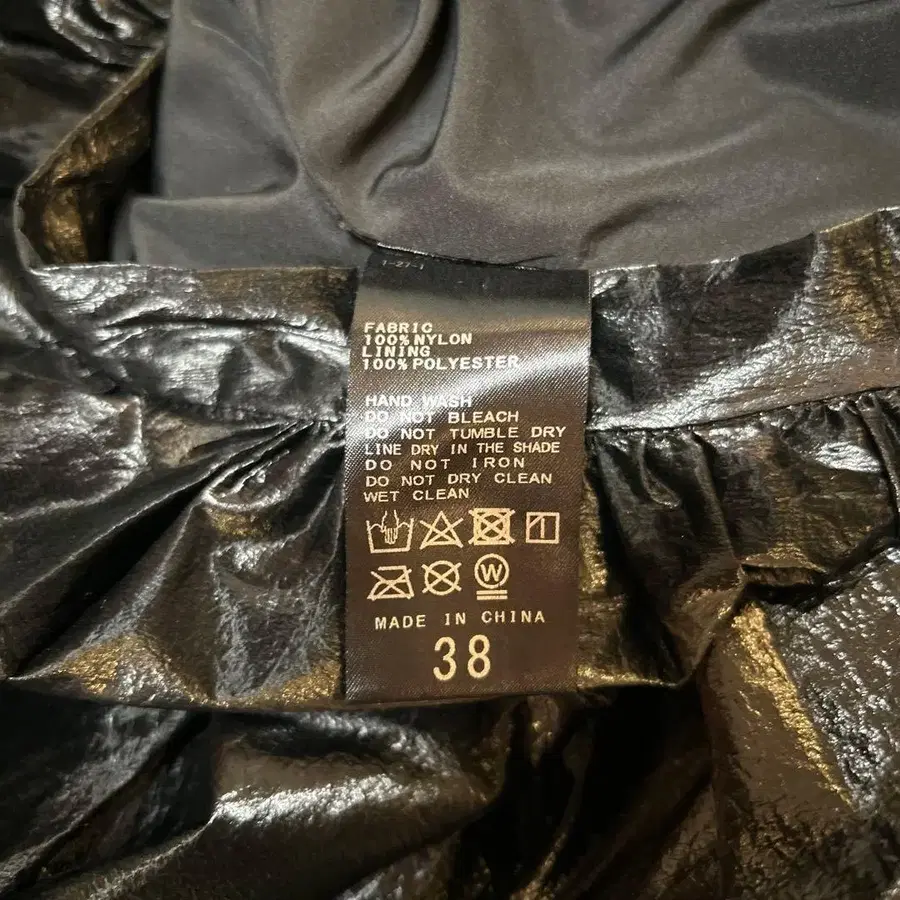 FABRIC
100% NYLON
LINING
100% POLYESTER
HAND WASH
DO NOT BLEACH
DO NOT TUMBLE DRY
LINE DRY IN THE SHADE
DO NOT IRON
DO NOT DRY CLEAN
WET CLEAN
W
MADE IN CHINA
38